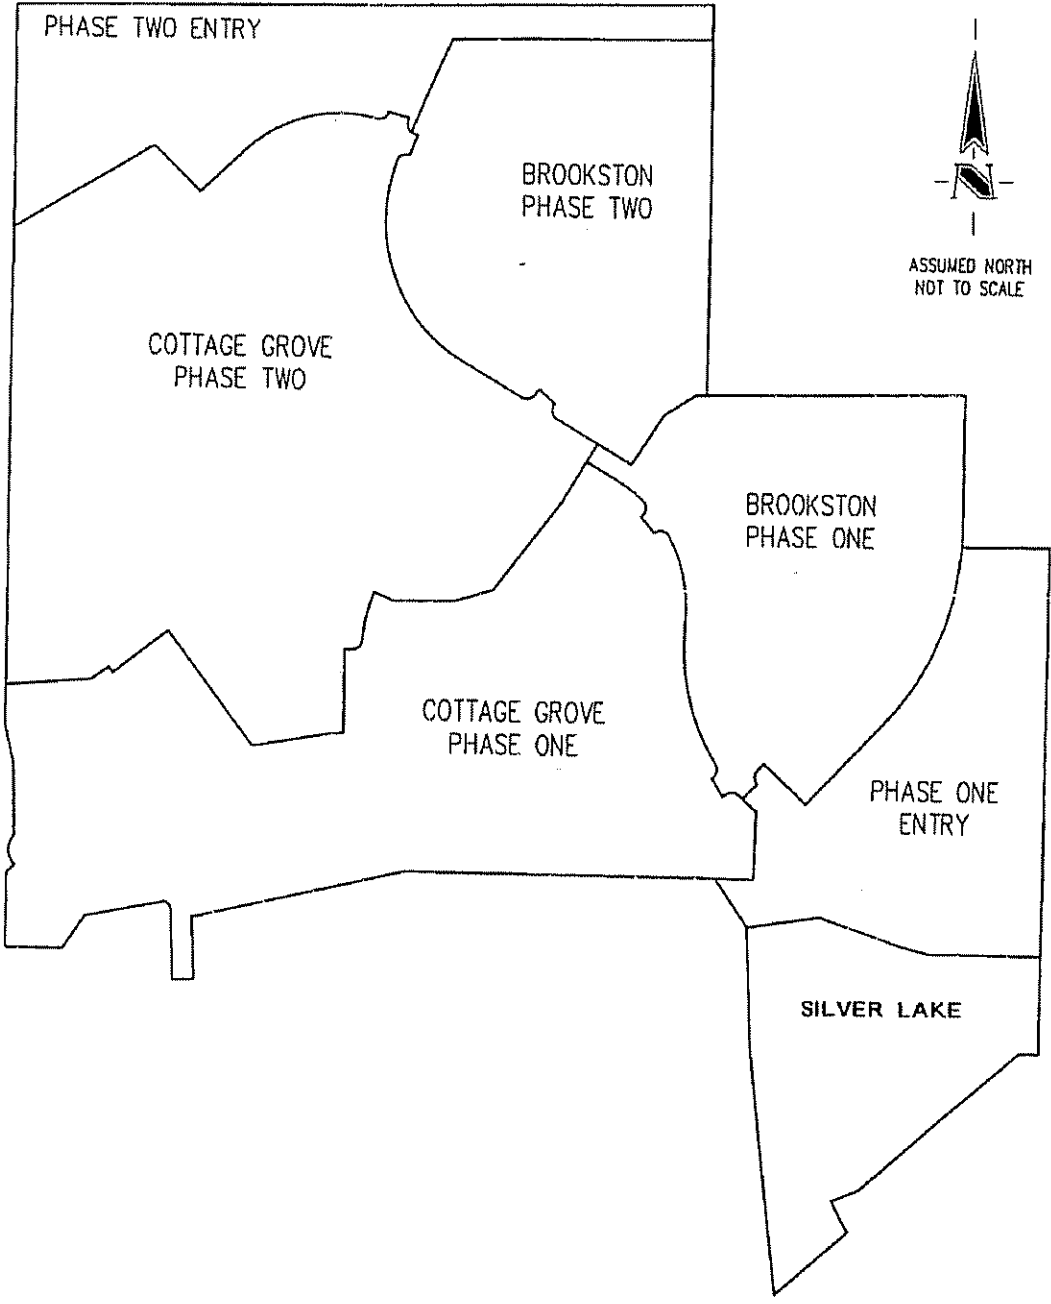 PHASE TWO ENTRY
BROOKSTON
PHASE TWO
N
ASSUMED NORTH
NOT TO SCALE
COTTAGE GROVE
PHASE TWO
BROOKSTON
PHASE ONE
COTTAGE GROVE
PHASE ONE
PHASE ONE
ENTRY
SILVER LAKE